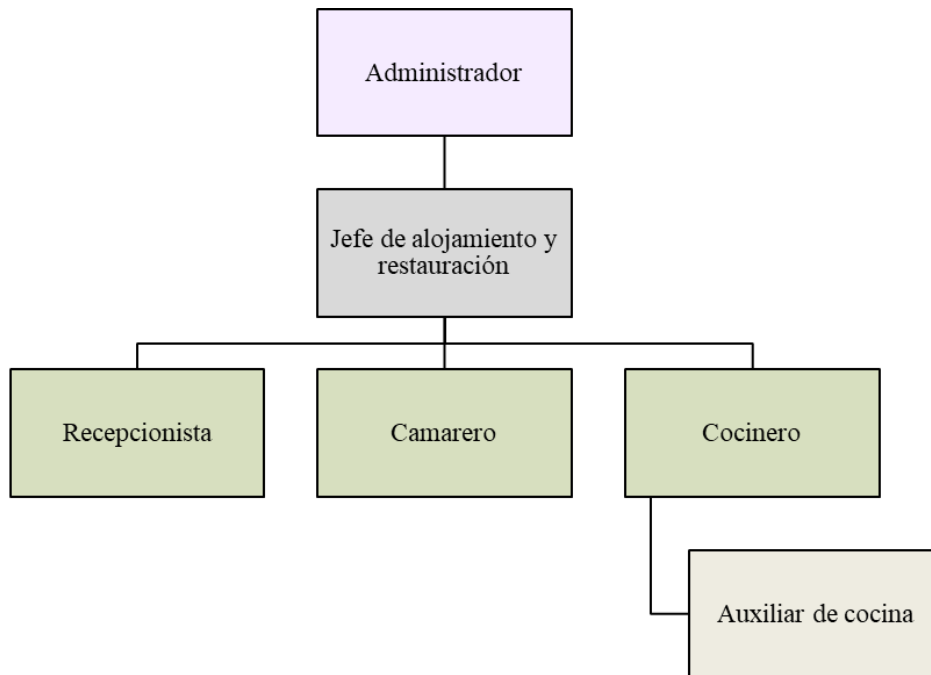 Administrador
Jefe de alojamiento y
restauración
Recepcionista
Camarero
Cocinero
Auxiliar de cocina